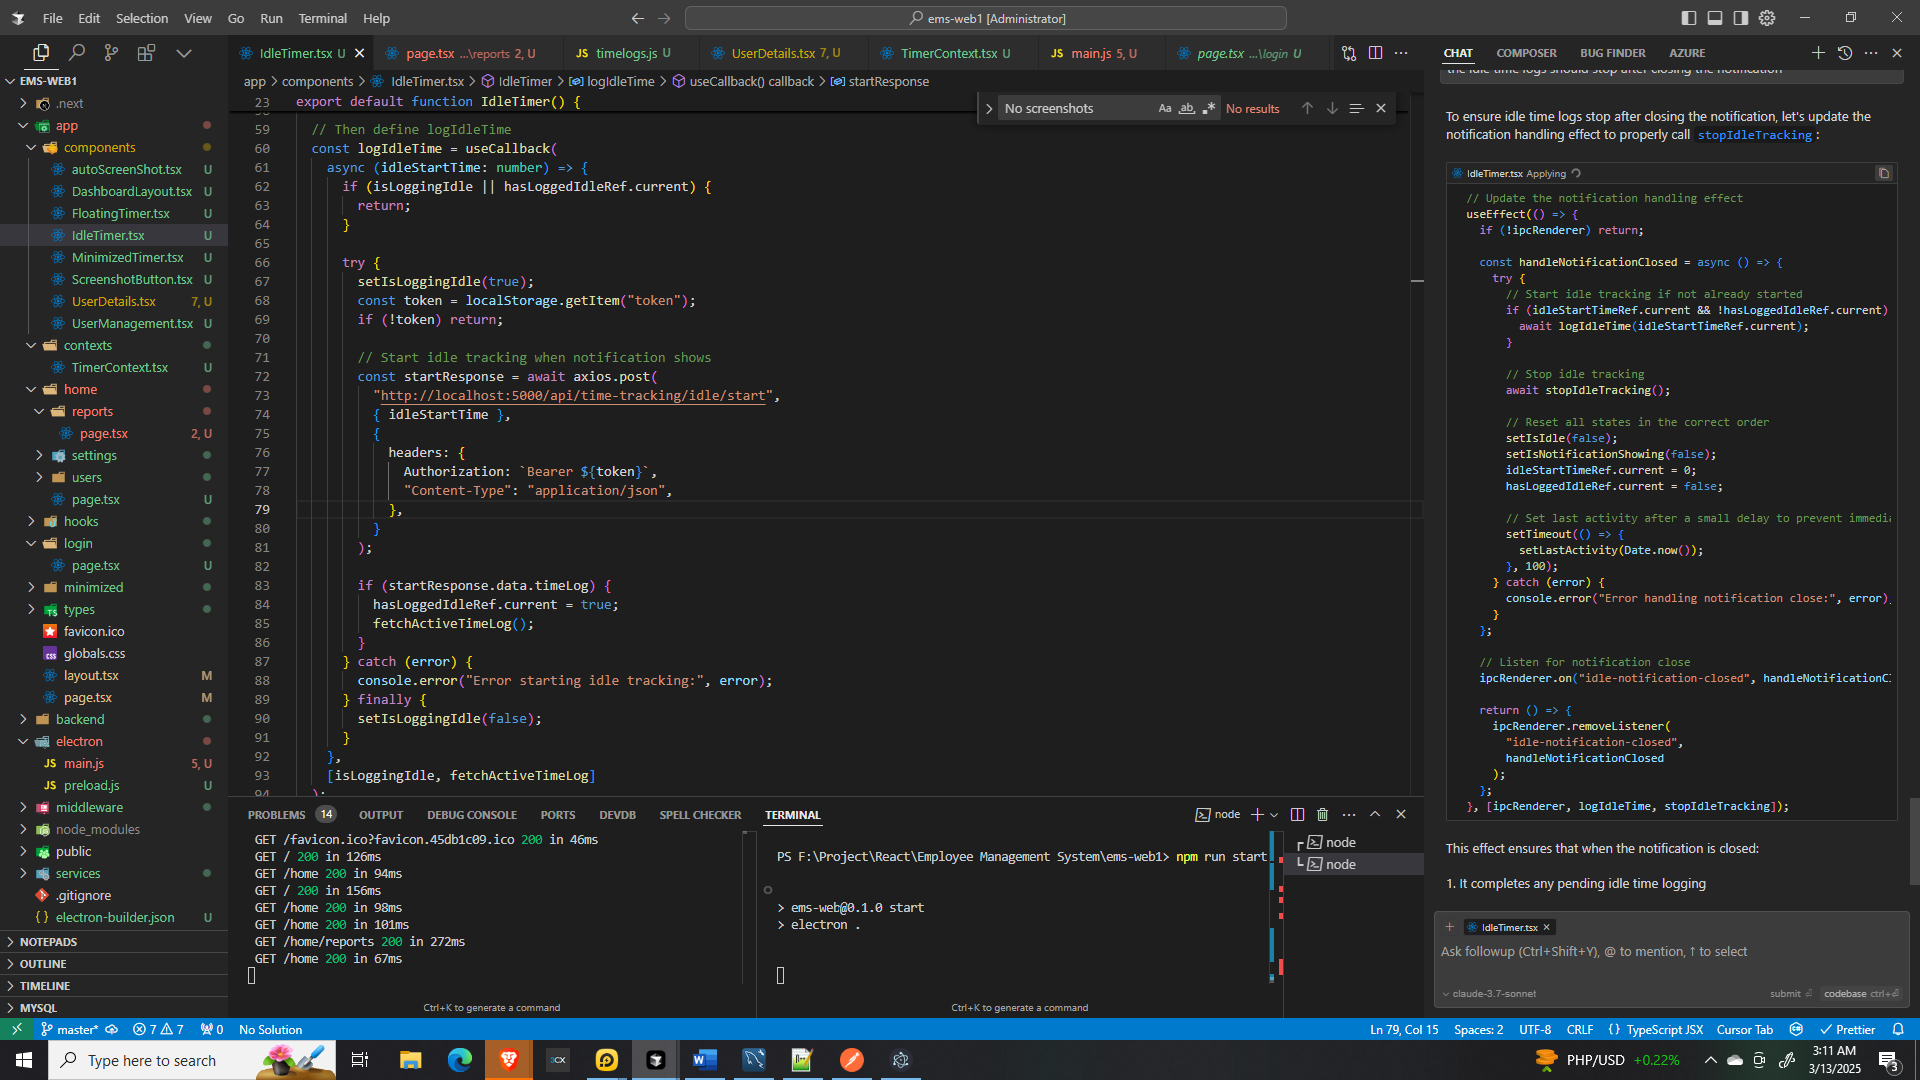 File Edit Selection View Go Run Terminal Help
ems-web1 [Administrator]
IdleTimer.tsx U
page.tsx ...\reports 2, U
timelogs.js U
UserDetails.tsx 7, U
TimerContext.tsx U
main.js 5, U
page.tsx ...\login U
CHAT COMPOSER BUG FINDER AZURE
EMS-WEB1
.next
app
components
autoScreenShot.tsx U
DashboardLayout.tsx U
FloatingTimer.tsx U
IdleTimer.tsx U
MinimizedTimer.tsx U
ScreenshotButton.tsx U
UserDetails.tsx 7, U
UserManagement.tsx U
contexts
TimerContext.tsx U
home
reports
page.tsx 2, U
settings
users
page.tsx U
hooks
login
page.tsx U
minimized
types
favicon.ico
globals.css
layout.tsx M
page.tsx M
backend
electron
main.js 5, U
preload.js U
middleware
node_modules
public
services
.gitignore
electron-builder.json U
NOTEPADS
OUTLINE
TIMELINE
MYSQL
app > components > IdleTimer.tsx > IdleTimer > logIdleTime > useCallback() callback > startResponse
No screenshots
No results
23 export default function IdleTimer() {
59 // Then define logIdleTime
60 const logIdleTime = useCallback(
61 async (idleStartTime: number) => {
62 if (isLoggingIdle || hasLoggedIdleRef.current) {
63 return;
64 }
65
66 try {
67 setIsLoggingIdle(true);
68 const token = localStorage.getItem("token");
69 if (!token) return;
70
71 // Start idle tracking when notification shows
72 const startResponse = await axios.post(
73 "http://localhost:5000/api/time-tracking/idle/start",
74 { idleStartTime },
75 {
76 headers: {
77 Authorization: `Bearer ${token}`,
78 "Content-Type": "application/json",
79 },
80 }
81 );
82
83 if (startResponse.data.timeLog) {
84 hasLoggedIdleRef.current = true;
85 fetchActiveTimeLog();
86 }
87 } catch (error) {
88 console.error("Error starting idle tracking:", error);
89 } finally {
90 setIsLoggingIdle(false);
91 }
92 },
93 [isLoggingIdle, fetchActiveTimeLog]
94 );
PROBLEMS 14 OUTPUT DEBUG CONSOLE PORTS DEVDB SPELL CHECKER TERMINAL
node
GET /favicon.ico?favicon.45db1c09.ico 200 in 46ms
GET / 200 in 126ms
GET /home 200 in 94ms
GET / 200 in 156ms
GET /home 200 in 98ms
GET /home 200 in 101ms
GET /home/reports 200 in 272ms
GET /home 200 in 67ms
Ctrl+K to generate a command
PS F:\Project\React\Employee Management System\ems-web1> npm run start
> ems-web@0.1.0 start
> electron .
Ctrl+K to generate a command
node
node
the idle time logs should stop after closing the notification
To ensure idle time logs stop after closing the notification, let's update the
notification handling effect to properly call stopIdleTracking:
IdleTimer.tsx Applying
// Update the notification handling effect
useEffect(() => {
if (!ipcRenderer) return;
const handleNotificationClosed = async () => {
try {
// Start idle tracking if not already started
if (idleStartTimeRef.current && !hasLoggedIdleRef.current)
await logIdleTime(idleStartTimeRef.current);
}
// Stop idle tracking
await stopIdleTracking();
// Reset all states in the correct order
setIsIdle(false);
setIsNotificationShowing(false);
idleStartTimeRef.current = 0;
hasLoggedIdleRef.current = false;
// Set last activity after a small delay to prevent immedi
setTimeout(() => {
setLastActivity(Date.now());
}, 100);
} catch (error) {
console.error("Error handling notification close:", error)
}
};
// Listen for notification close
ipcRenderer.on("idle-notification-closed", handleNotificationCl
return () => {
ipcRenderer.removeListener(
"idle-notification-closed",
handleNotificationClosed
);
};
}, [ipcRenderer, logIdleTime, stopIdleTracking]);
This effect ensures that when the notification is closed:
1. It completes any pending idle time logging
IdleTimer.tsx
Ask followup (Ctrl+Shift+Y), @ to mention, ↑ to select
claude-3.7-sonnet submit codebase ctrl+⏎
master* 7 7 0 No Solution
Ln 79, Col 15 Spaces: 2 UTF-8 CRLF {} TypeScript JSX Cursor Tab Prettier
Type here to search
PHP/USD +0.22%
3:11 AM
3/13/2025
3